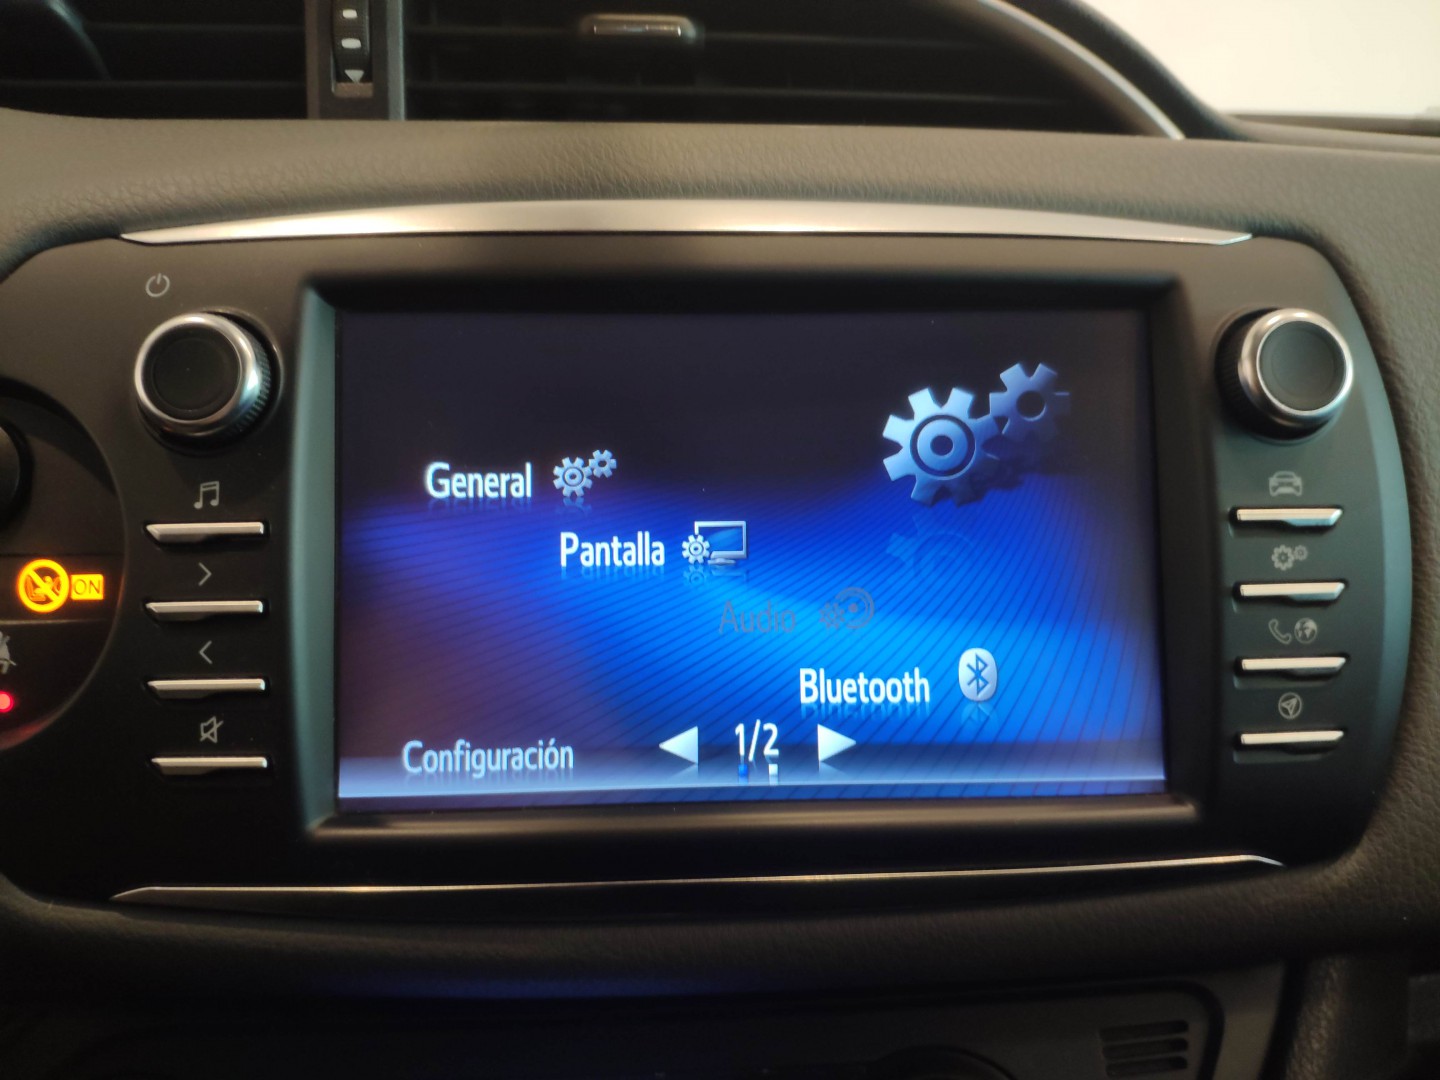 General
Pantalla
ON
Audio
Bluetooth
Configuración
1/2